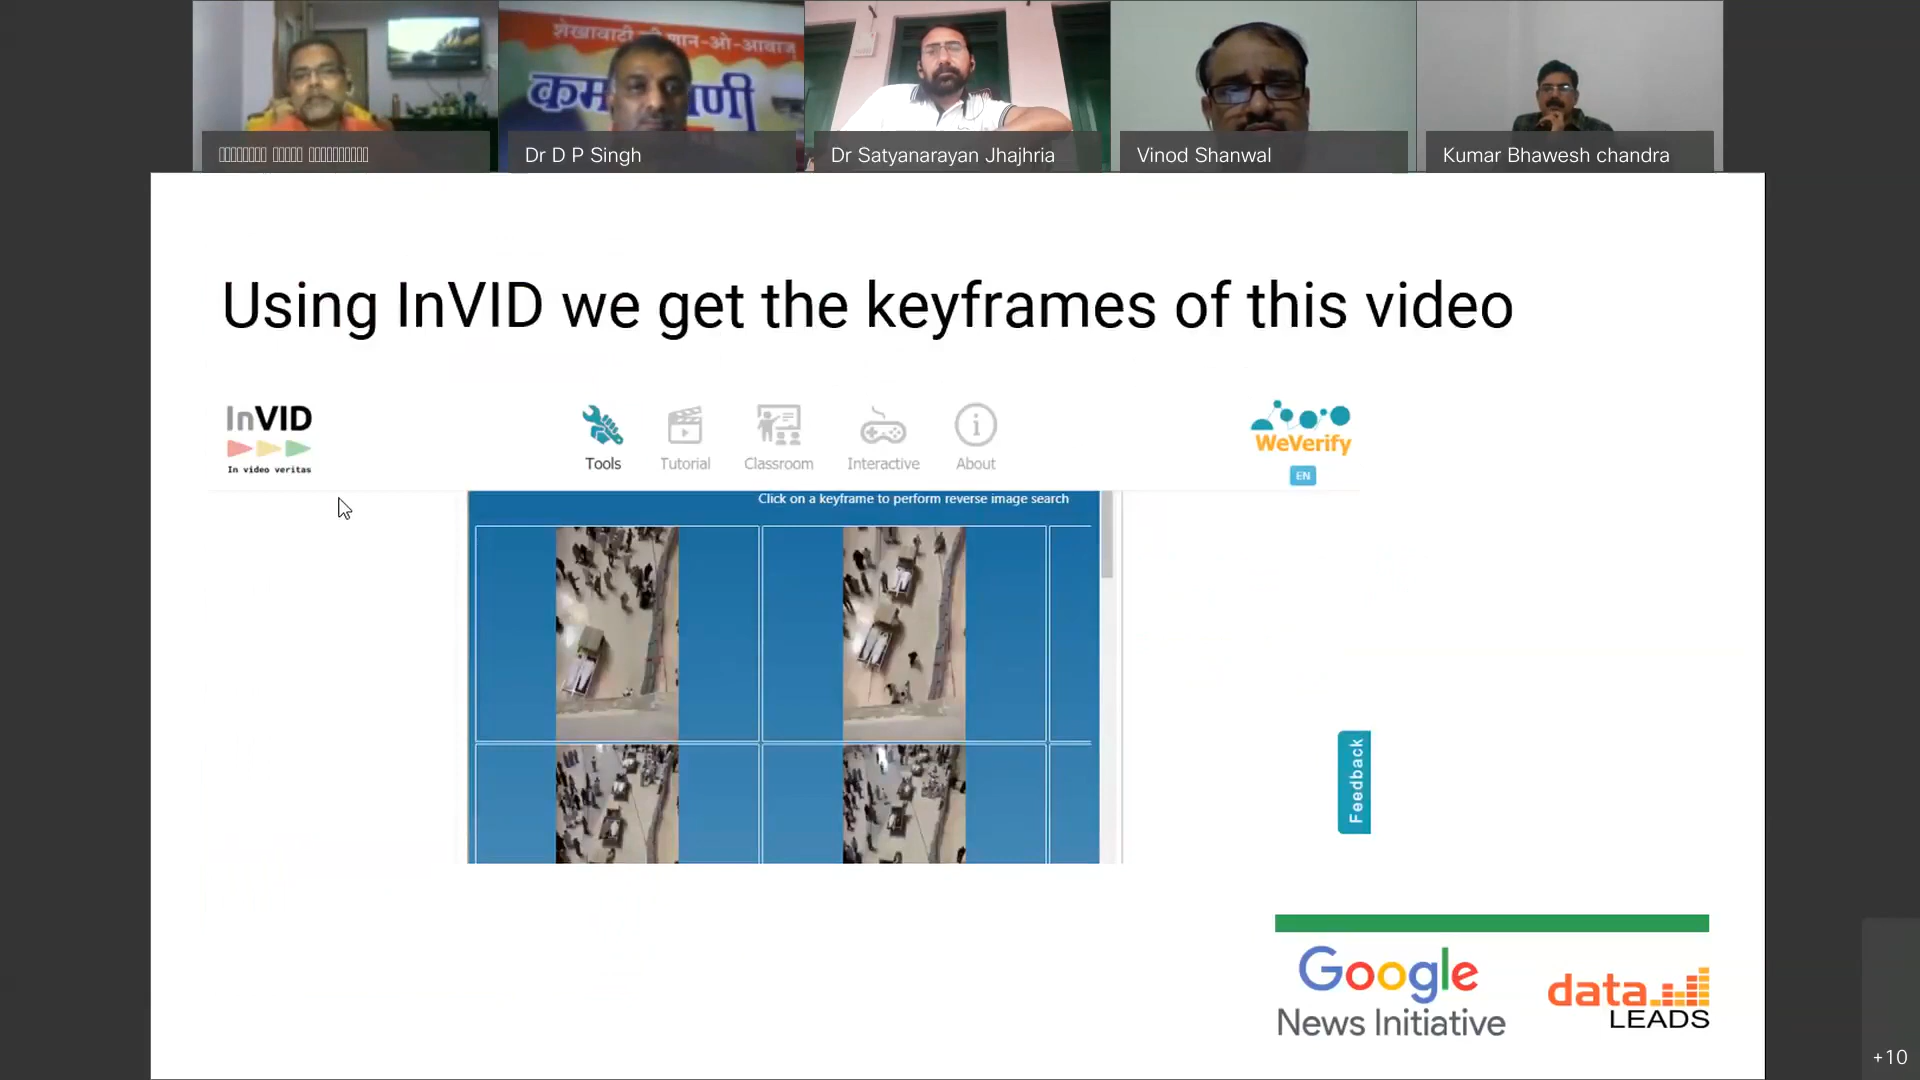 शेखावाटी की शान-ओ-आवाज़
Dr D P Singh
Dr Satyanarayan Jhajhria
Vinod Shanwal
Kumar Bhawesh chandra
Using InVID we get the keyframes of this video
InVID
In video veritas
Tools
Tutorial
Classroom
Interactive
About
WeVerify
EN
Click on a keyframe to perform reverse image search
Feedback
Google
News Initiative
data
LEADS
+10